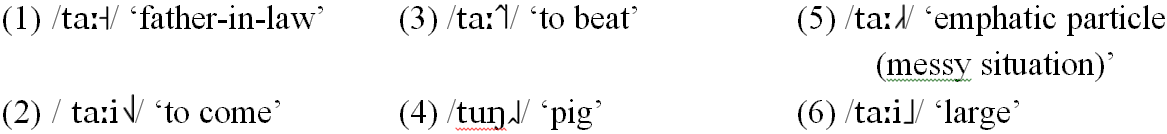 (1) /taː˧/ ‘father-in-law’ (3) /taː˦˥˦/ ‘to beat’ (5) /taː˨˦/ ‘emphatic particle
(messy situation)’
(2) / taːi˧˩/ ‘to come’ (4) /tuŋ˩˨˩/ ‘pig’ (6) /taːi˩/ ‘large’